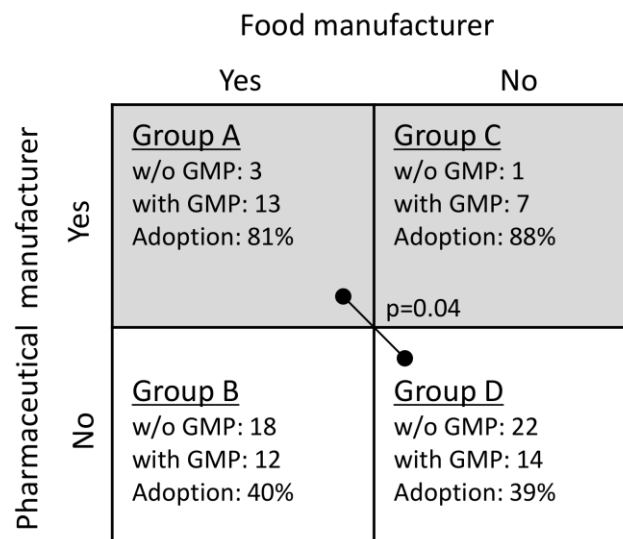 Food manufacturer
Yes
No
Pharmaceutical manufacturer
Yes
No
Group A
w/o GMP: 3
with GMP: 13
Adoption: 81%
Group C
w/o GMP: 1
with GMP: 7
Adoption: 88%
p=0.04
Group B
w/o GMP: 18
with GMP: 12
Adoption: 40%
Group D
w/o GMP: 22
with GMP: 14
Adoption: 39%